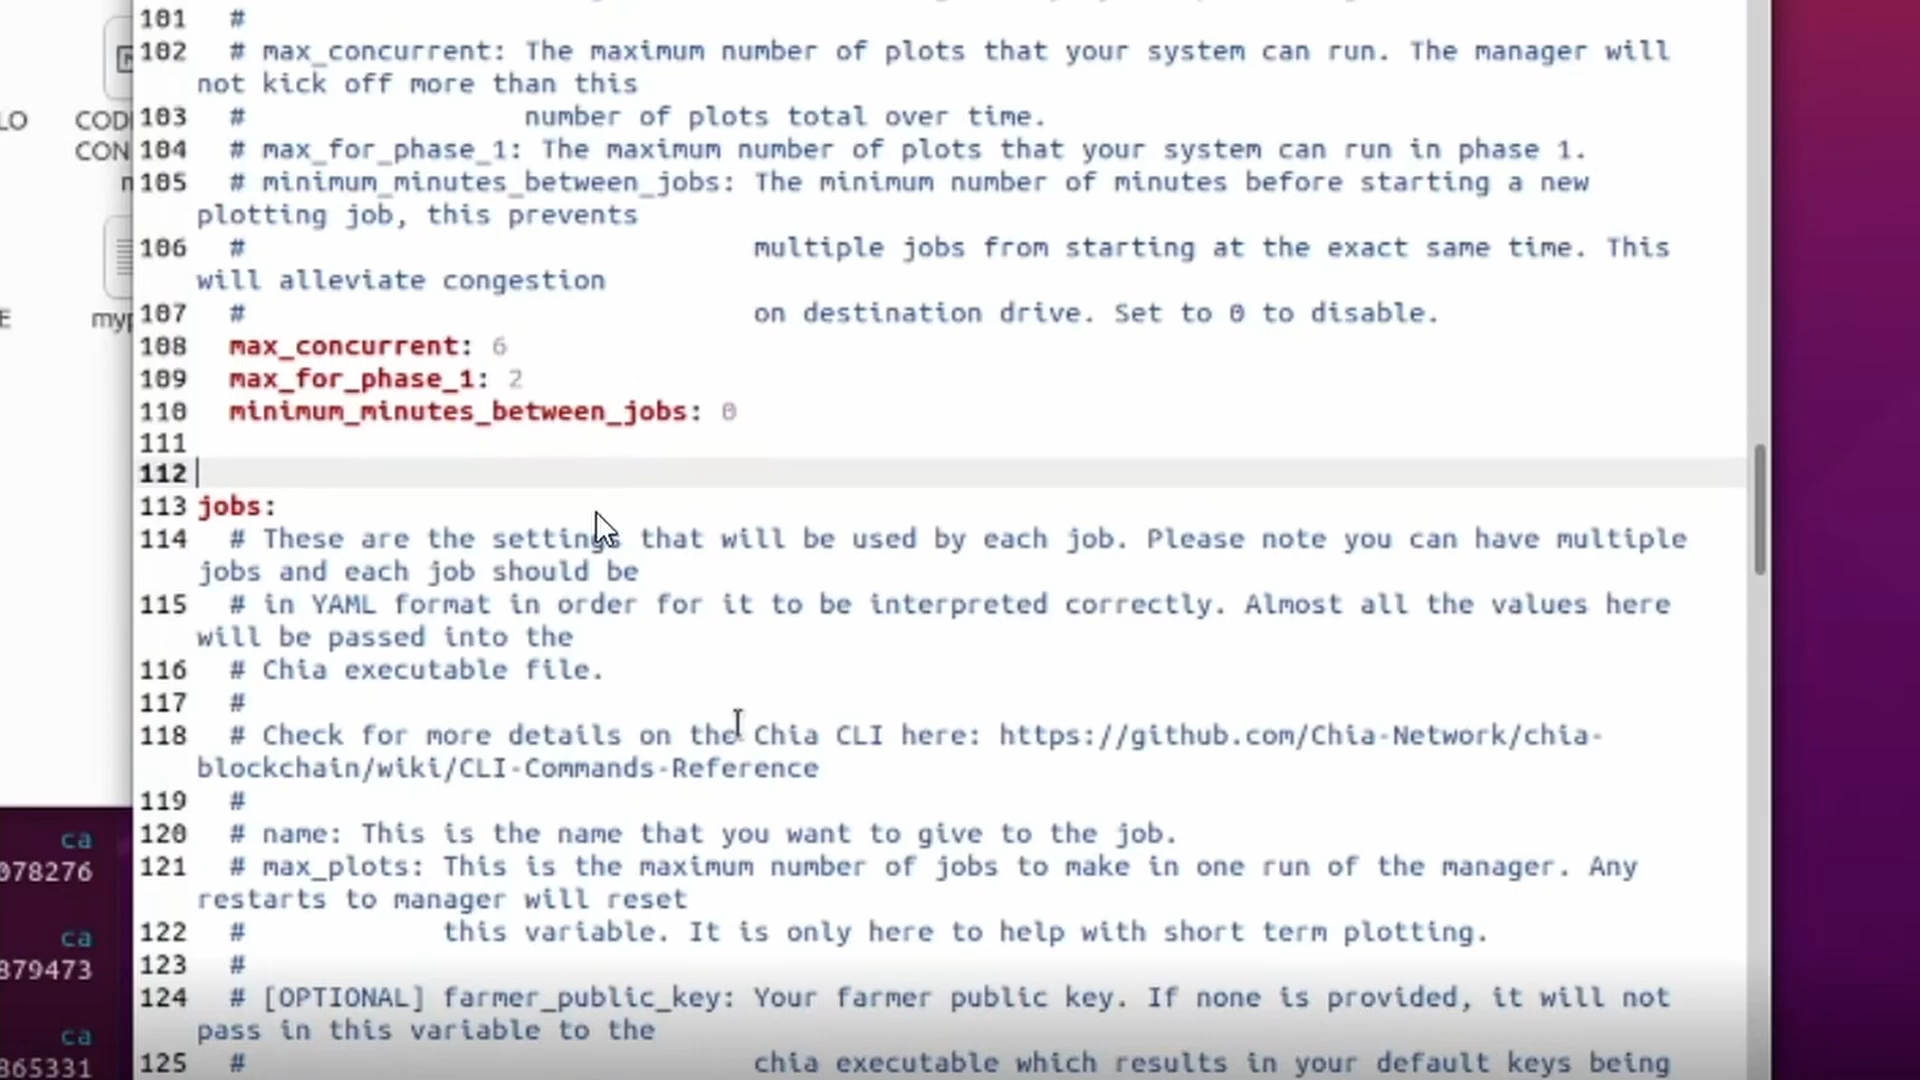 101 #
102 # max_concurrent: The maximum number of plots that your system can run. The manager will
not kick off more than this
103 # number of plots total over time.
104 # max_for_phase_1: The maximum number of plots that your system can run in phase 1.
105 # minimum_minutes_between_jobs: The minimum number of minutes before starting a new
plotting job, this prevents
106 # multiple jobs from starting at the exact same time. This
will alleviate congestion
107 # on destination drive. Set to 0 to disable.
108 max_concurrent: 6
109 max_for_phase_1: 2
110 minimum_minutes_between_jobs: 0
111
112
113 jobs:
114 # These are the settings that will be used by each job. Please note you can have multiple
jobs and each job should be
115 # in YAML format in order for it to be interpreted correctly. Almost all the values here
will be passed into the
116 # Chia executable file.
117 #
118 # Check for more details on the Chia CLI here: https://github.com/Chia-Network/chia-
blockchain/wiki/CLI-Commands-Reference
119 #
120 # name: This is the name that you want to give to the job.
121 # max_plots: This is the maximum number of jobs to make in one run of the manager. Any
restarts to manager will reset
122 # this variable. It is only here to help with short term plotting.
123 #
124 # [OPTIONAL] farmer_public_key: Your farmer public key. If none is provided, it will not
pass in this variable to the
125 # chia executable which results in your default keys being
LO
COD
CON
E
myp
ca
078276
ca
879473
ca
865331